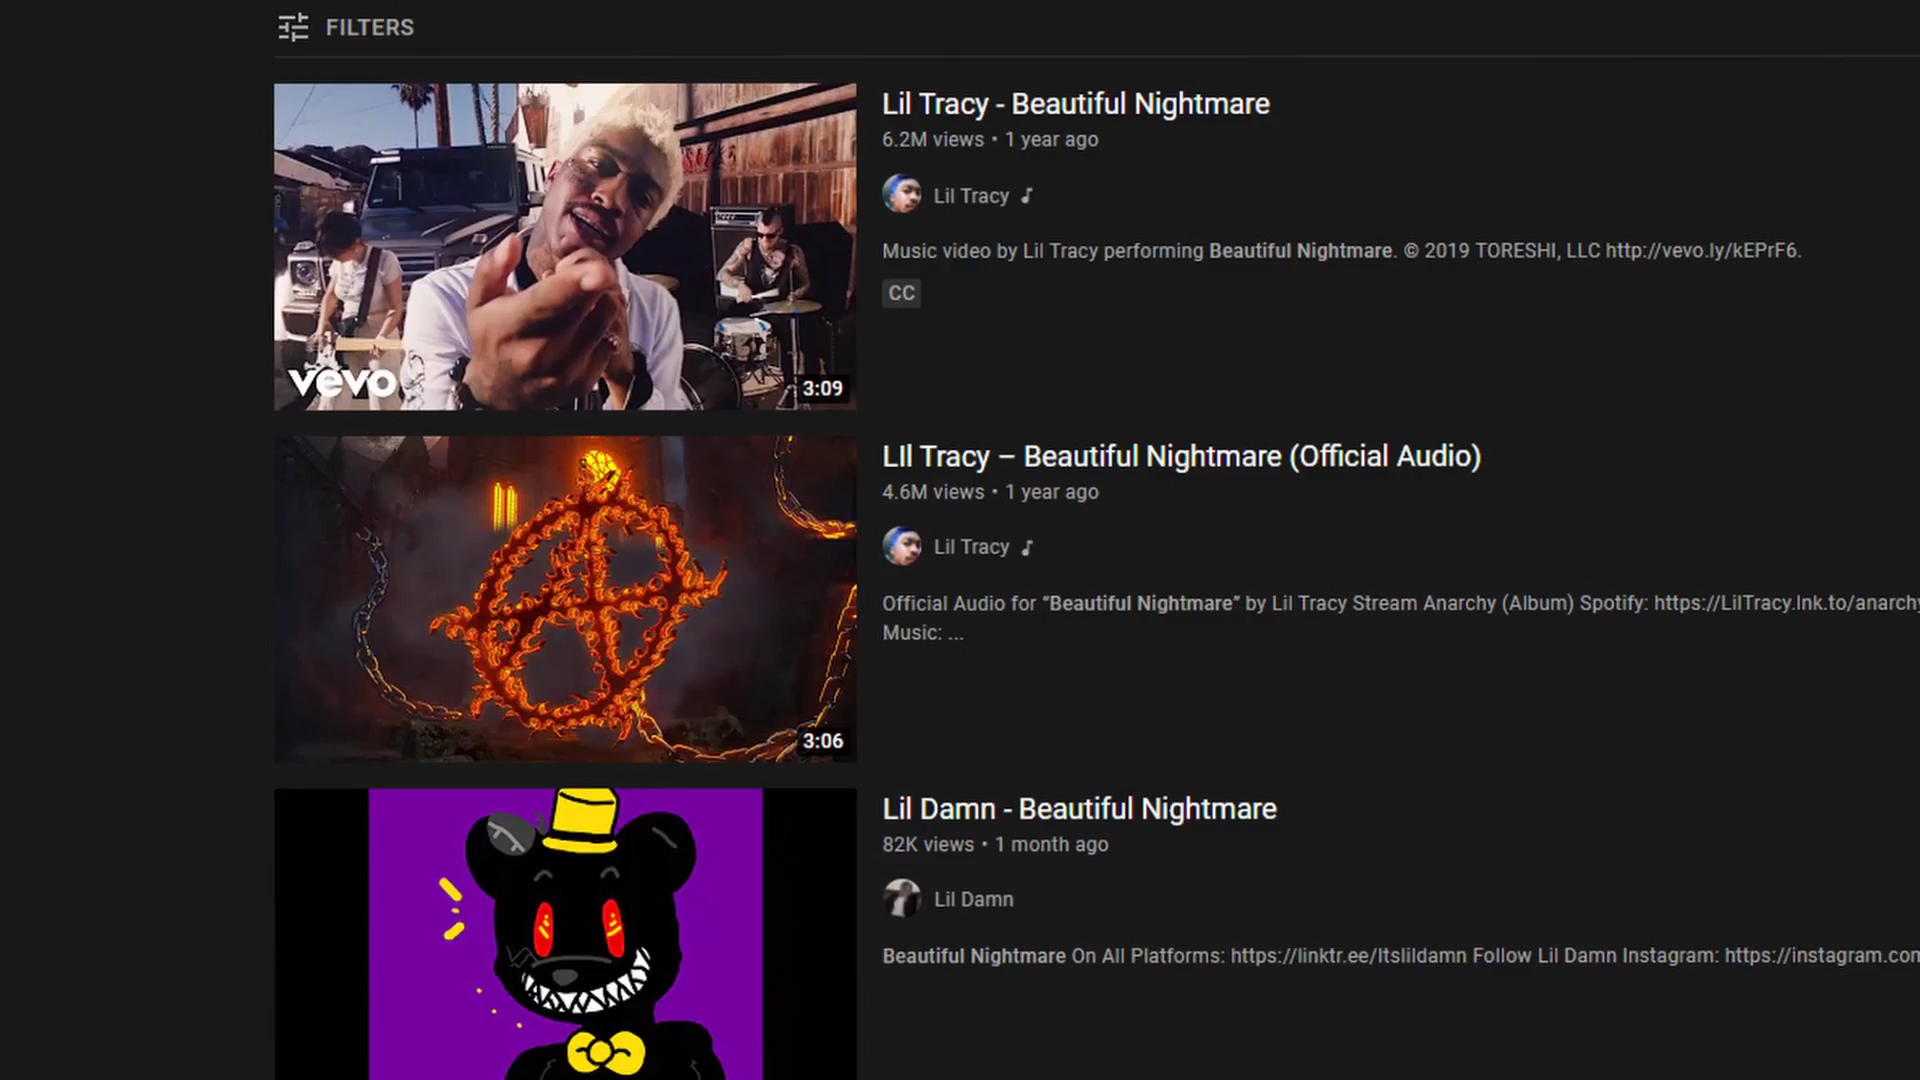 FILTERS
Lil Tracy - Beautiful Nightmare
6.2M views • 1 year ago
Lil Tracy
Music video by Lil Tracy performing Beautiful Nightmare. © 2019 TORESHI, LLC http://vevo.ly/kEPrF6.
CC
vevo
3:09
LIl Tracy – Beautiful Nightmare (Official Audio)
4.6M views • 1 year ago
Lil Tracy
Official Audio for “Beautiful Nightmare” by Lil Tracy Stream Anarchy (Album) Spotify: https://LilTracy.lnk.to/anarchy
Music: ...
3:06
Lil Damn - Beautiful Nightmare
82K views • 1 month ago
Lil Damn
Beautiful Nightmare On All Platforms: https://linktr.ee/Itslildamn Follow Lil Damn Instagram: https://instagram.com